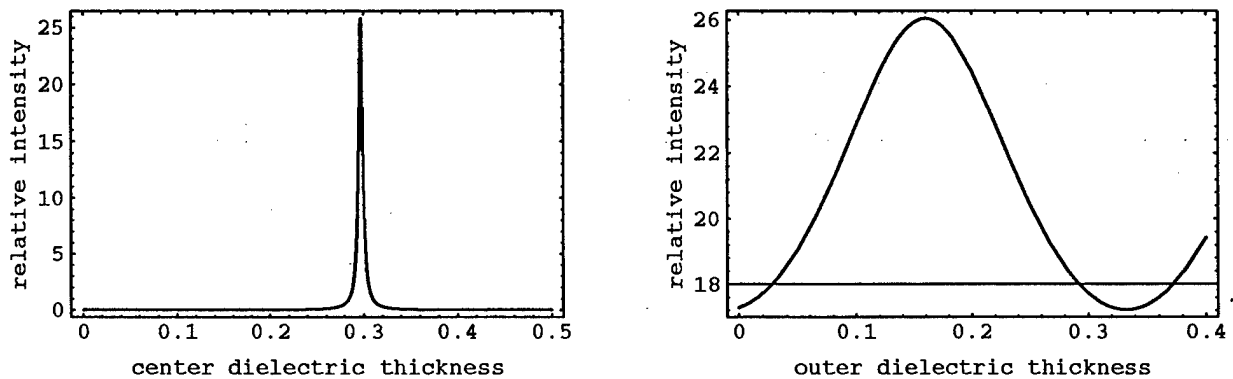 relative intensity
25
20
15
10
5
0
0 0.1 0.2 0.3 0.4 0.5
center dielectric thickness
relative intensity
26
24
22
20
18
0 0.1 0.2 0.3 0.4
outer dielectric thickness